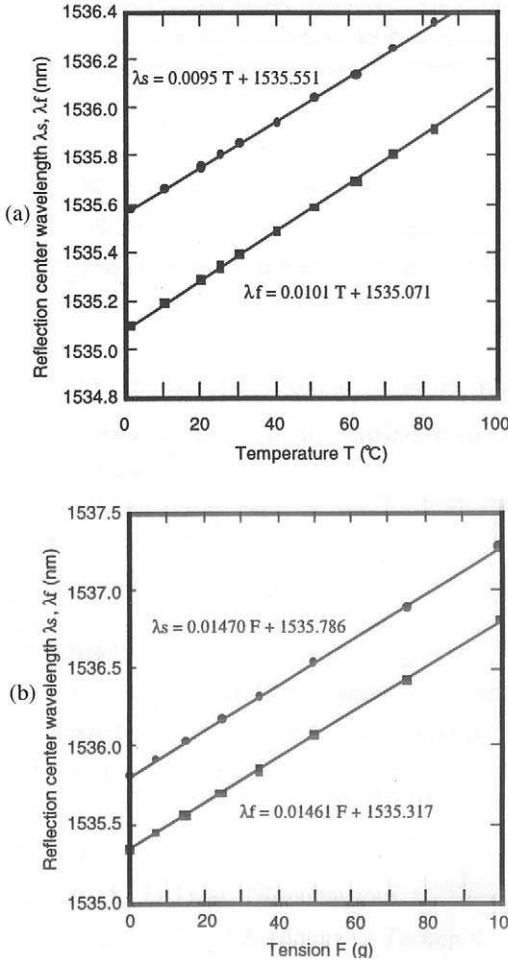 (a)
Reflection center wavelength λs, λf (nm)
1536.4
1536.2
1536.0
1535.8
1535.6
1535.4
1535.2
1535.0
1534.8
λs = 0.0095 T + 1535.551
λf = 0.0101 T + 1535.071
0 20 40 60 80 100
Temperature T (℃)
(b)
Reflection center wavelength λs, λf (nm)
1537.5
1537.0
1536.5
1536.0
1535.5
1535.0
λs = 0.01470 F + 1535.786
λf = 0.01461 F + 1535.317
0 20 40 60 80 10
Tension F (g)